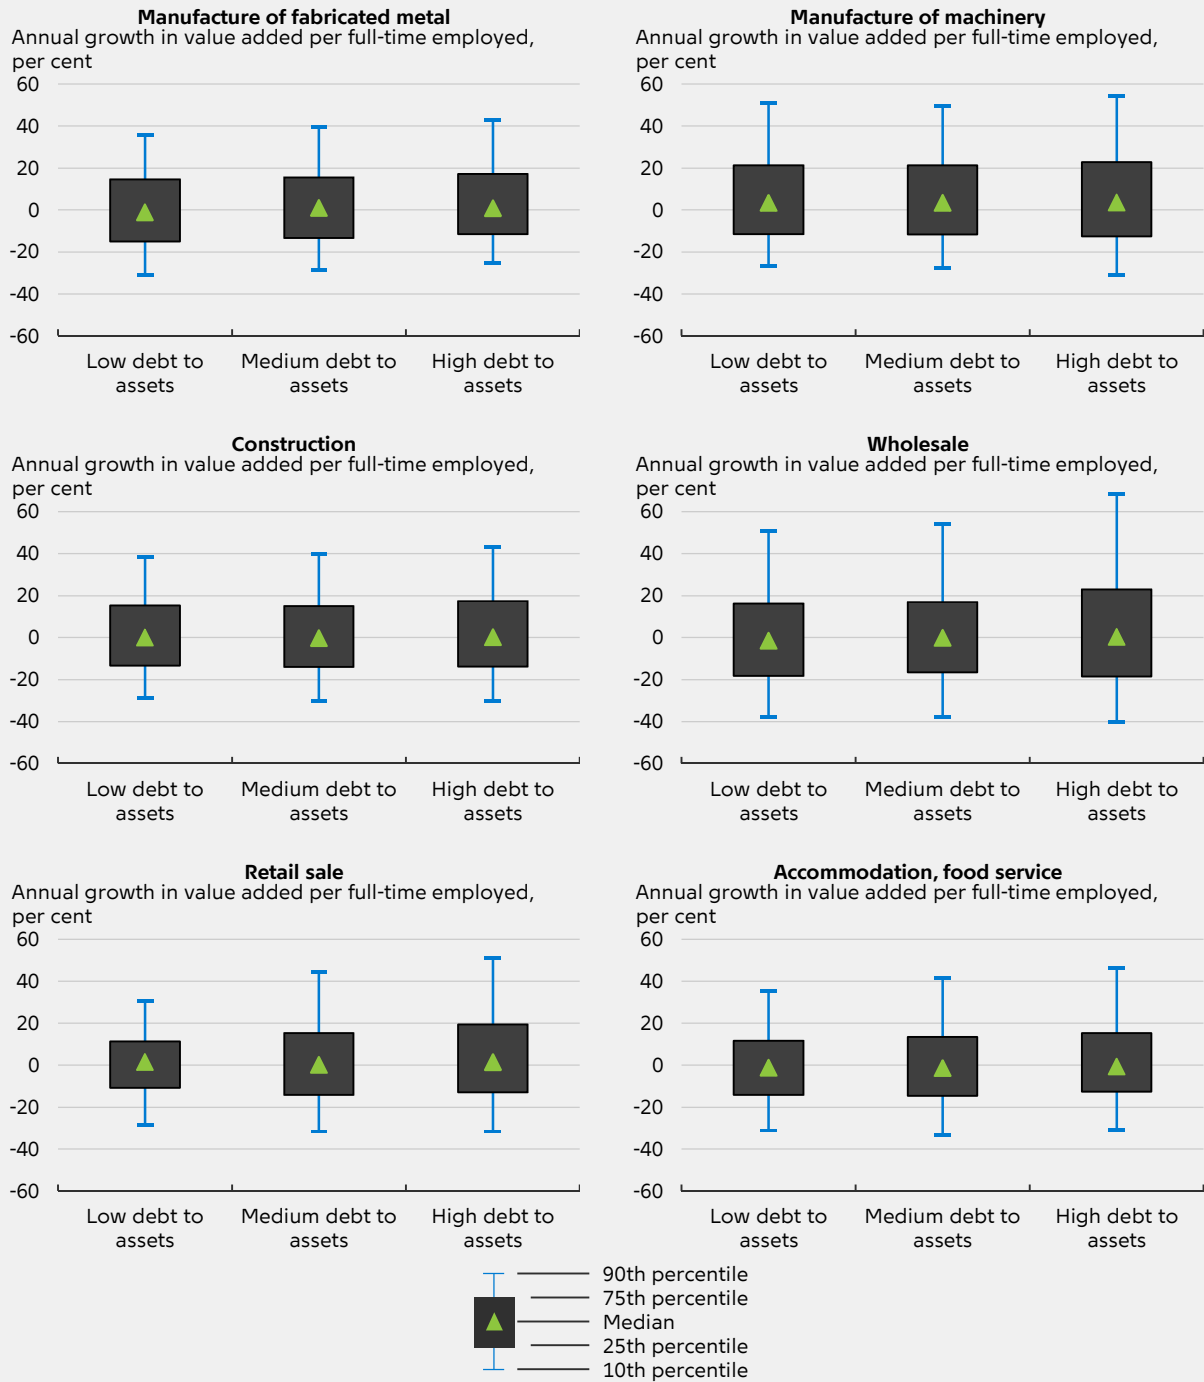 Manufacture of fabricated metal
Annual growth in value added per full-time employed,
per cent
60
40
20
0
-20
-40
-60
Low debt to
assets
Medium debt to
assets
High debt to
assets
Manufacture of machinery
Annual growth in value added per full-time employed,
per cent
60
40
20
0
-20
-40
-60
Low debt to
assets
Medium debt to
assets
High debt to
assets
Construction
Annual growth in value added per full-time employed,
per cent
60
40
20
0
-20
-40
-60
Low debt to
assets
Medium debt to
assets
High debt to
assets
Wholesale
Annual growth in value added per full-time employed,
per cent
60
40
20
0
-20
-40
-60
Low debt to
assets
Medium debt to
assets
High debt to
assets
Retail sale
Annual growth in value added per full-time employed,
per cent
60
40
20
0
-20
-40
-60
Low debt to
assets
Medium debt to
assets
High debt to
assets
Accommodation, food service
Annual growth in value added per full-time employed,
per cent
60
40
20
0
-20
-40
-60
Low debt to
assets
Medium debt to
assets
High debt to
assets
90th percentile
75th percentile
Median
25th percentile
10th percentile